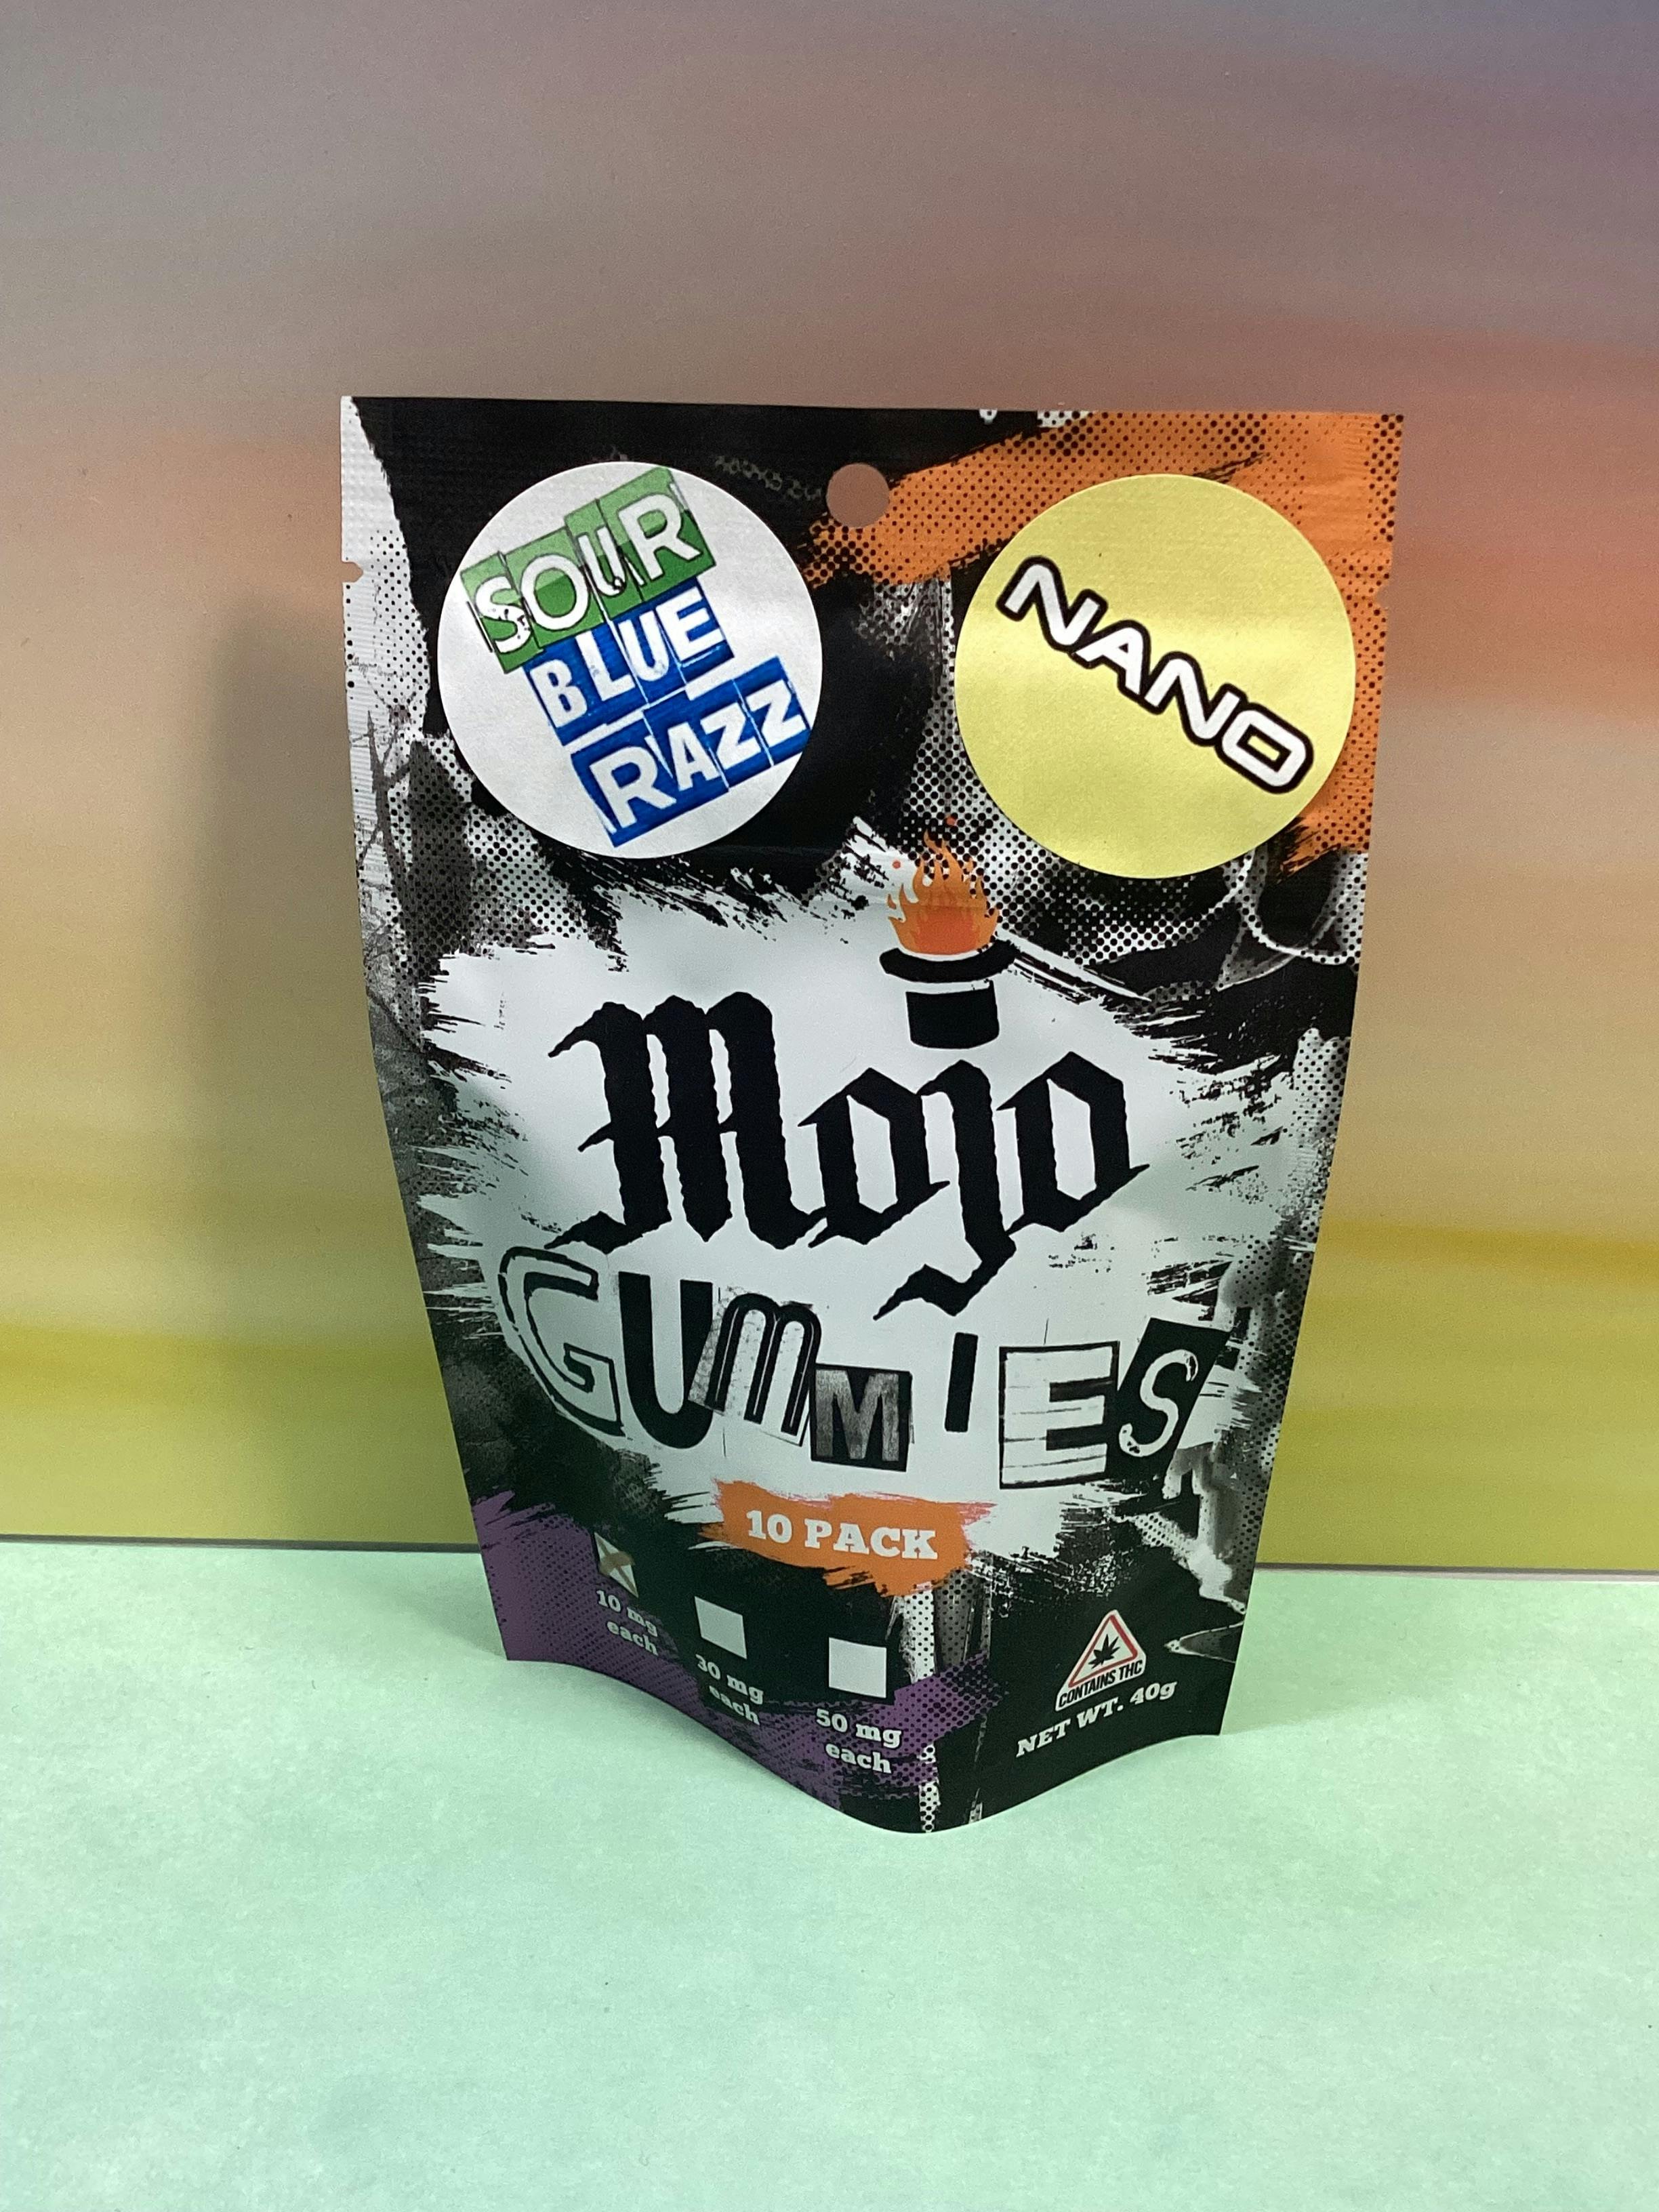 SOUR
BLUE
RAZZ
NANO
Mojo
GUMMIES
10 PACK
10 mg
each
30 mg
each
50 mg
each
CONTAINS THC
NET WT. 40g